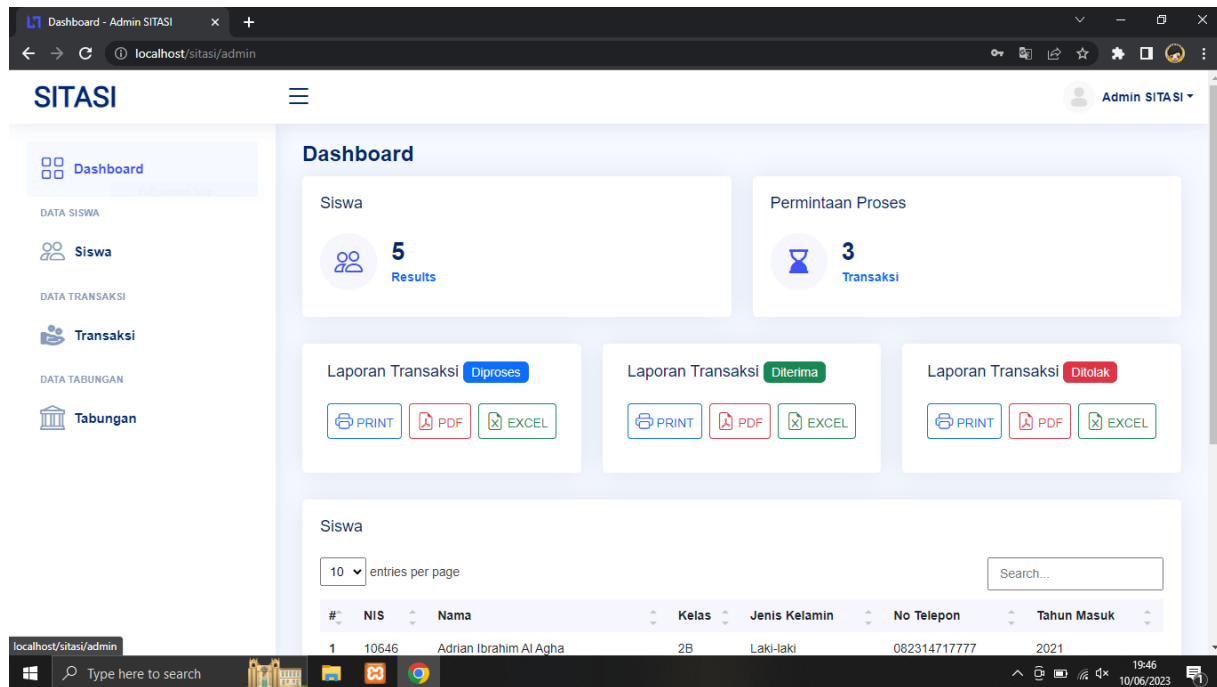 Dashboard - Admin SITASI
localhost/sitasi/admin
SITASI
Admin SITASI
Dashboard
DATA SISWA
Siswa
DATA TRANSAKSI
Transaksi
DATA TABUNGAN
Tabungan
Dashboard
Siswa
5
Results
Permintaan Proses
3
Transaksi
Laporan Transaksi Diproses
PRINT PDF EXCEL
Laporan Transaksi Diterima
PRINT PDF EXCEL
Laporan Transaksi Ditolak
PRINT PDF EXCEL
Siswa
10 entries per page
Search...
# NIS Nama Kelas Jenis Kelamin No Telepon Tahun Masuk
1 10646 Adrian Ibrahim Al Agha 2B Laki-laki 082314717777 2021
localhost/sitasi/admin
Type here to search
19:46
10/06/2023
1